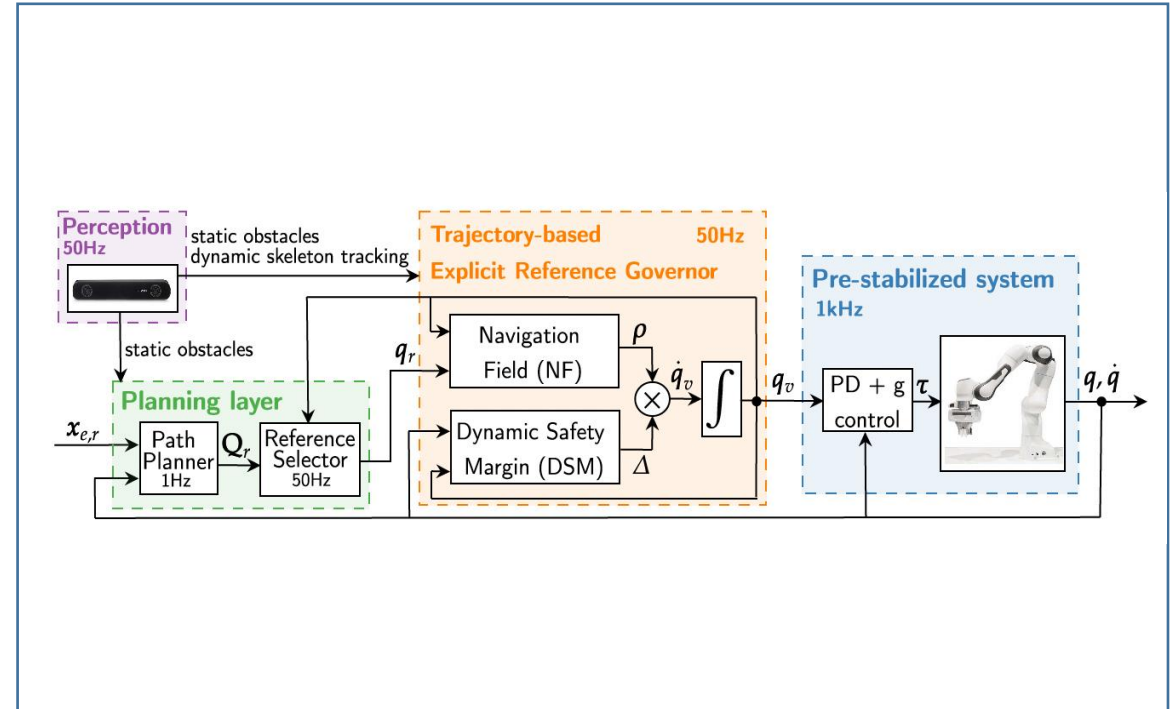 Perception
50Hz
static obstacles
dynamic skeleton tracking
static obstacles
Trajectory-based 50Hz
Explicit Reference Governor
Pre-stabilized system
1kHz
Planning layer
x_{e,r}
Path
Planner
1Hz
Q_r
Reference
Selector
50Hz
q_r
Navigation
Field (NF)
ρ
Dynamic Safety
Margin (DSM)
Δ
×
q̇_v
∫
q_v
PD + g
control
τ
q, q̇